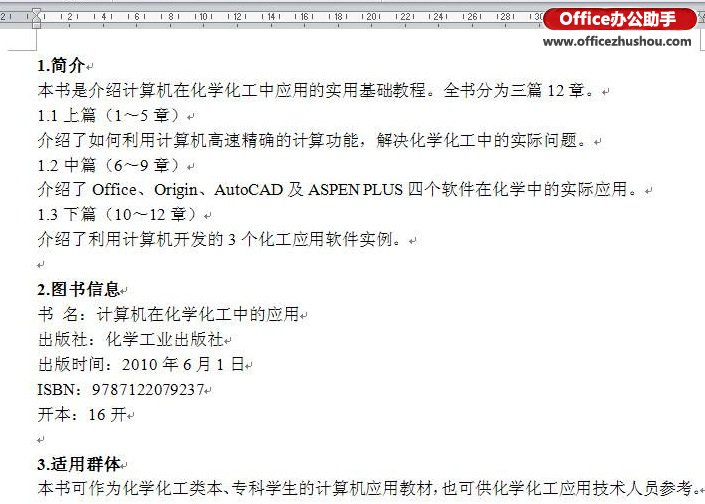 Office办公助手
www.officezhushou.com
1.简介
本书是介绍计算机在化学化工中应用的实用基础教程。全书分为三篇12章。
1.1 上篇（1～5 章）
介绍了如何利用计算机高速精确的计算功能，解决化学化工中的实际问题。
1.2 中篇（6～9 章）
介绍了 Office、Origin、AutoCAD 及 ASPEN PLUS 四个软件在化学中的实际应用。
1.3 下篇（10～12 章）
介绍了利用计算机开发的 3 个化工应用软件实例。
2.图书信息
书 名：计算机在化学化工中的应用
出版社：化学工业出版社
出版时间：2010 年 6 月 1 日
ISBN：9787122079237
开本：16 开
3.适用群体
本书可作为化学化工类本、专科学生的计算机应用教材，也可供化学化工应用技术人员参考。